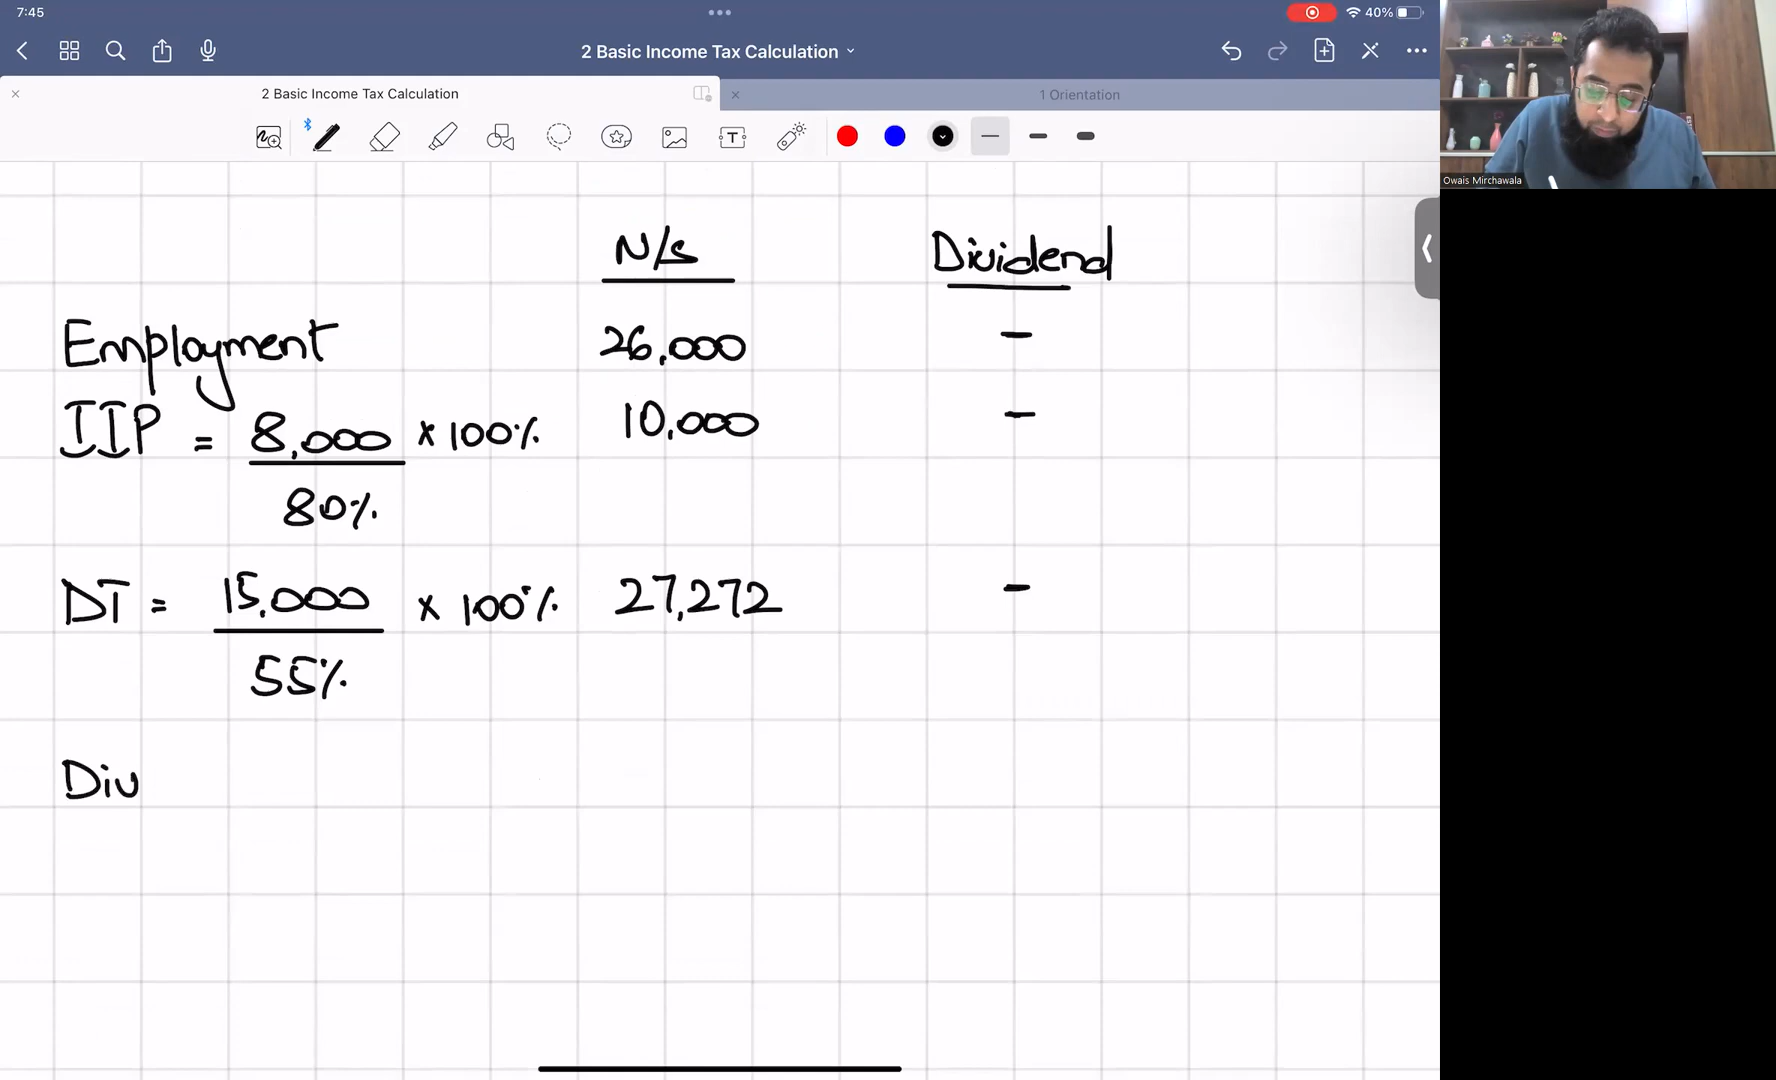 7:45
40%
2 Basic Income Tax Calculation
2 Basic Income Tax Calculation
1 Orientation
T
Owais Mirchawala
N/S Dividend
Employment 26,000 -
IIP = 8,000 × 100% 10,000 -
80%
DT = 15,000 × 100% 27,272 -
55%
Div